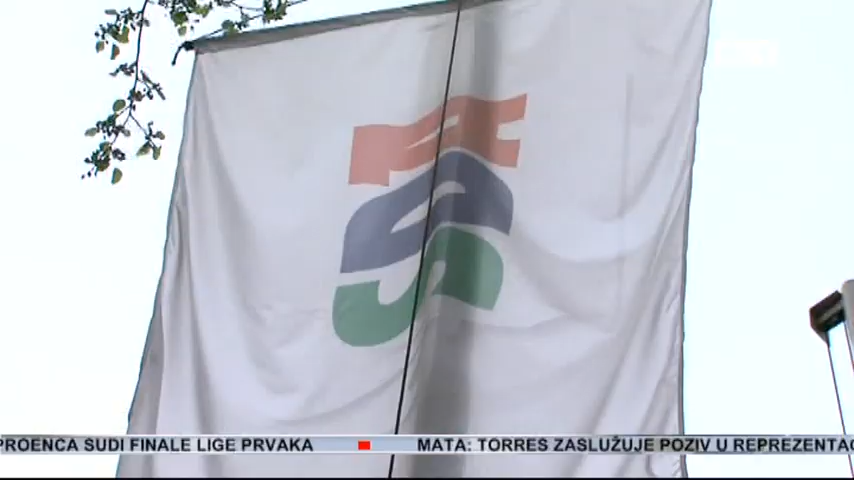 PROENCA SUDI FINALE LIGE PRVAKA MATA: TORRES ZASLUŽUJE POZIV U REPREZENTAC